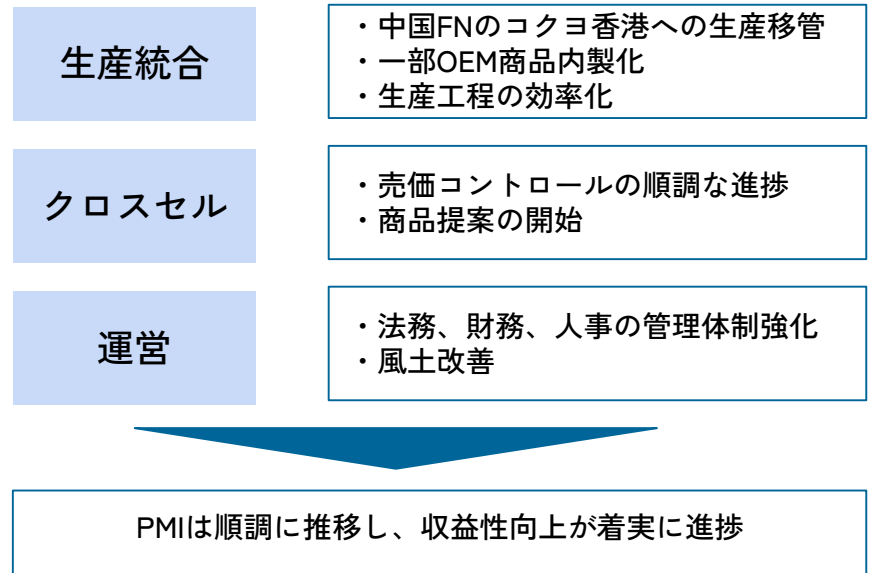 生産統合
・中国FNのコクヨ香港への生産移管
・一部OEM商品内製化
・生産工程の効率化
クロスセル
・売価コントロールの順調な進捗
・商品提案の開始
運営
・法務、財務、人事の管理体制強化
・風土改善
PMIは順調に推移し、収益性向上が着実に進捗